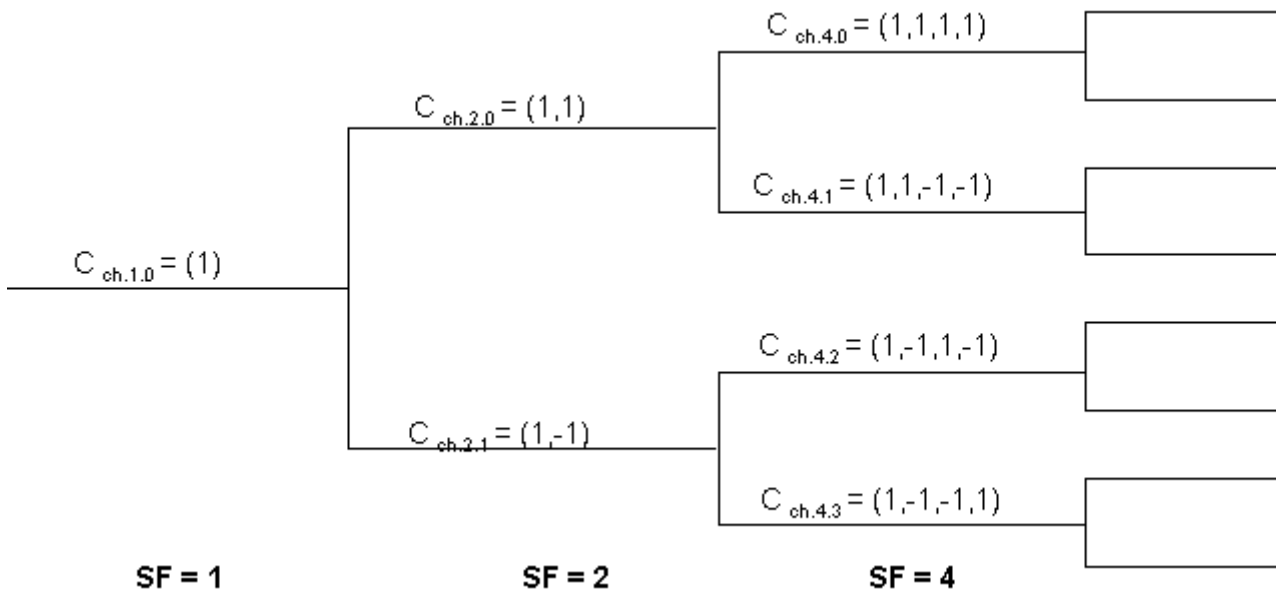 C ch.4.0 = (1,1,1,1)
C ch.2.0 = (1,1)
C ch.4.1 = (1,1,-1,-1)
C ch.1.0 = (1)
C ch.4.2 = (1,-1,1,-1)
C ch.2.1 = (1,-1)
C ch.4.3 = (1,-1,-1,1)
SF = 1 SF = 2 SF = 4